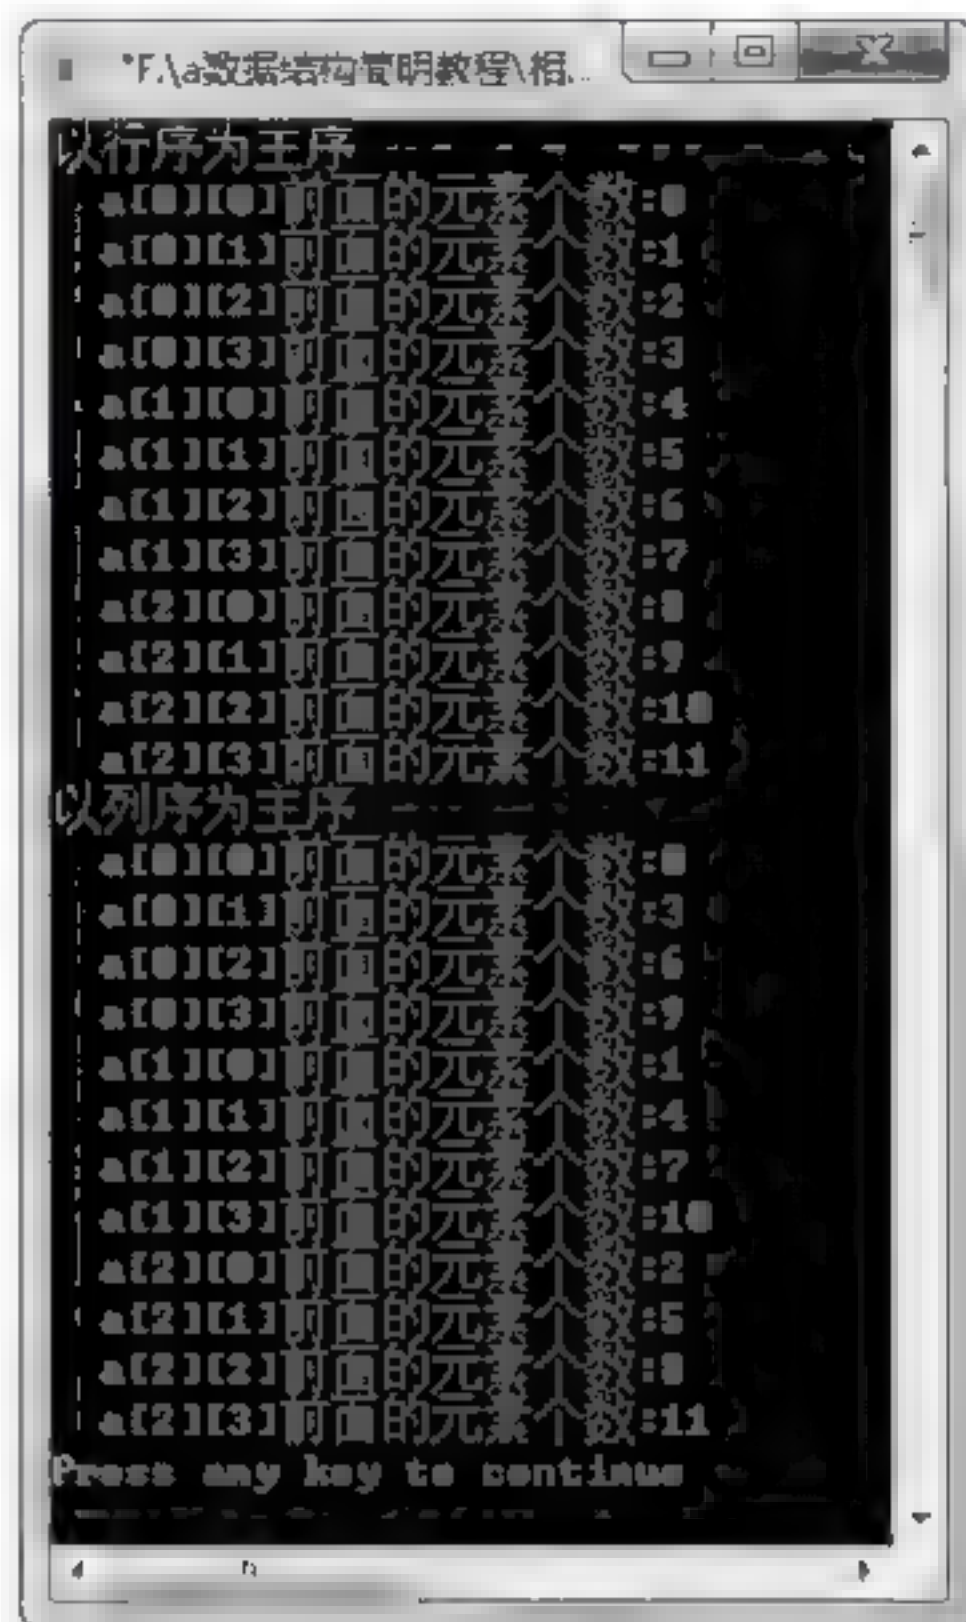 "F:\a数据结构简明教程\相...
以行序为主序
a[0][0]前面的元素个数:0
a[0][1]前面的元素个数:1
a[0][2]前面的元素个数:2
a[0][3]前面的元素个数:3
a[1][0]前面的元素个数:4
a[1][1]前面的元素个数:5
a[1][2]前面的元素个数:6
a[1][3]前面的元素个数:7
a[2][0]前面的元素个数:8
a[2][1]前面的元素个数:9
a[2][2]前面的元素个数:10
a[2][3]前面的元素个数:11
以列序为主序
a[0][0]前面的元素个数:0
a[0][1]前面的元素个数:3
a[0][2]前面的元素个数:6
a[0][3]前面的元素个数:9
a[1][0]前面的元素个数:1
a[1][1]前面的元素个数:4
a[1][2]前面的元素个数:7
a[1][3]前面的元素个数:10
a[2][0]前面的元素个数:2
a[2][1]前面的元素个数:5
a[2][2]前面的元素个数:8
a[2][3]前面的元素个数:11
Press any key to continue